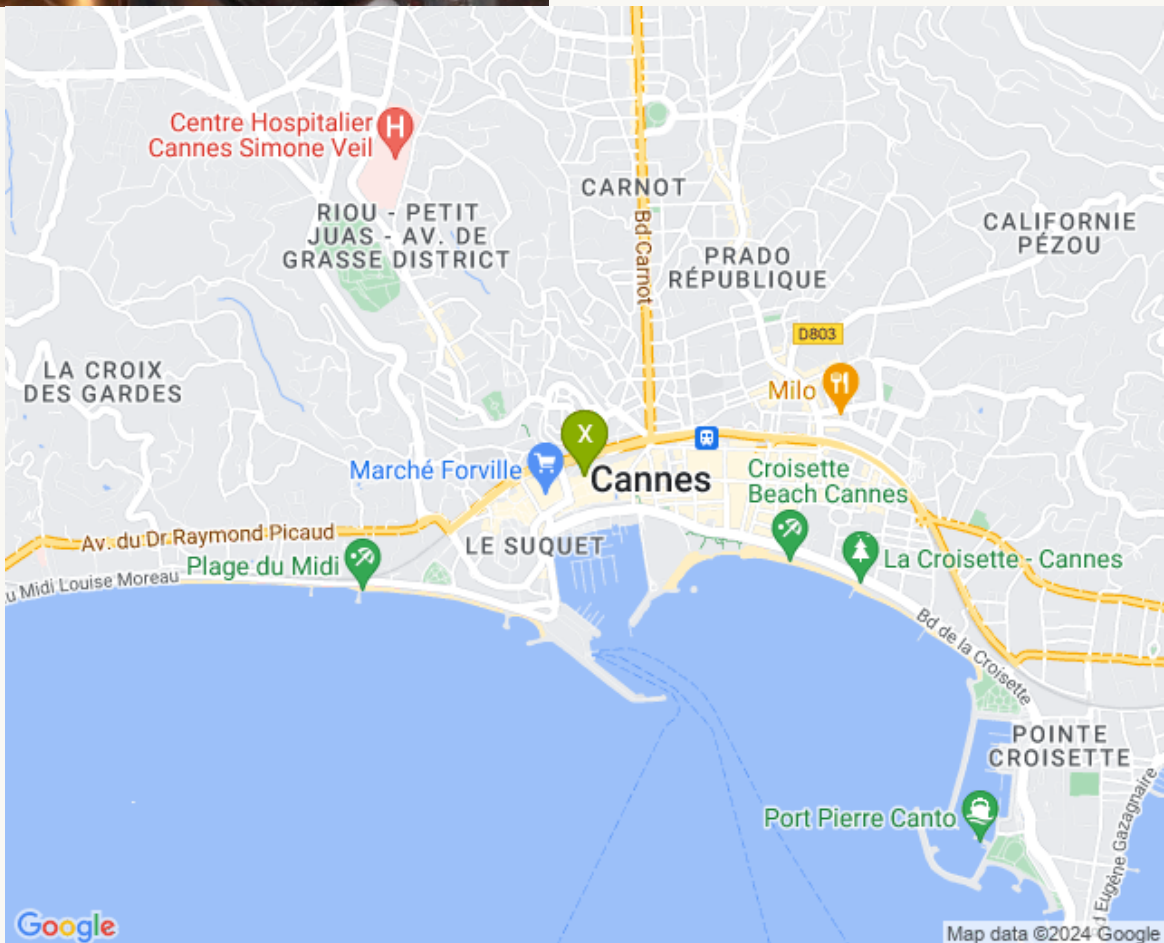 Centre Hospitalier
Cannes Simone Veil
H
CARNOT
RIOU - PETIT
JUAS - AV. DE
GRASSE DISTRICT
Bd Carnot
CALIFORNIE
PÉZOU
PRADO
RÉPUBLIQUE
D803
LA CROIX
DES GARDES
Milo
X
Marché Forville
Cannes
Croisette
Beach Cannes
Av. du Dr Raymond Picaud
LE SUQUET
Plage du Midi
La Croisette - Cannes
u Midi Louise Moreau
Bd de la Croisette
POINTE
CROISETTE
Port Pierre Canto
d Eugène Gazagnaire
Google
Map data ©2024 Google